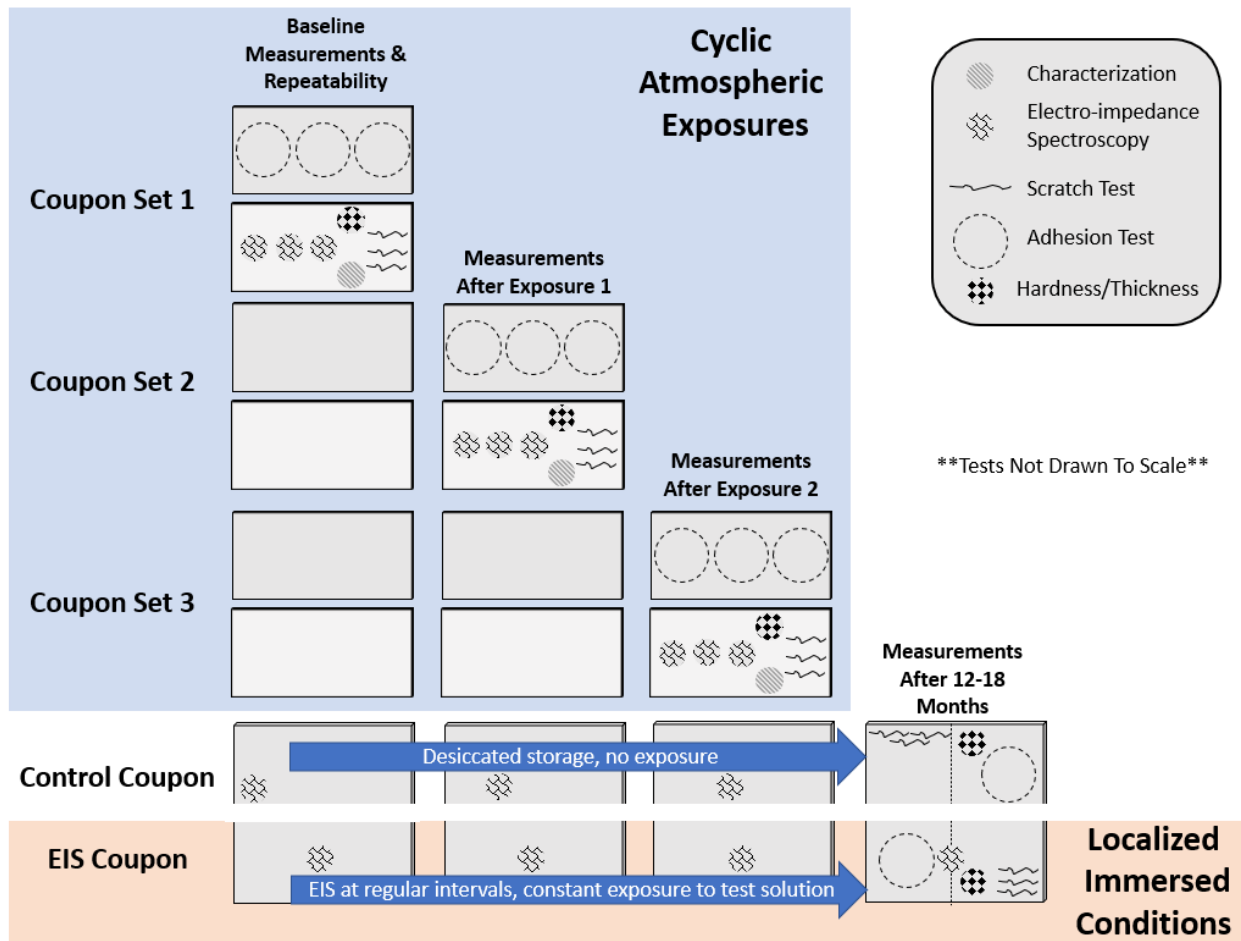 Baseline
Measurements &
Repeatability
Cyclic
Atmospheric
Exposures
Characterization
Electro-impedance
Spectroscopy
Scratch Test
Adhesion Test
Hardness/Thickness
Coupon Set 1
Measurements
After Exposure 1
Coupon Set 2
Measurements
After Exposure 2
**Tests Not Drawn To Scale**
Coupon Set 3
Measurements
After 12-18
Months
Control Coupon
Desiccated storage, no exposure
EIS Coupon
EIS at regular intervals, constant exposure to test solution
Localized
Immersed
Conditions